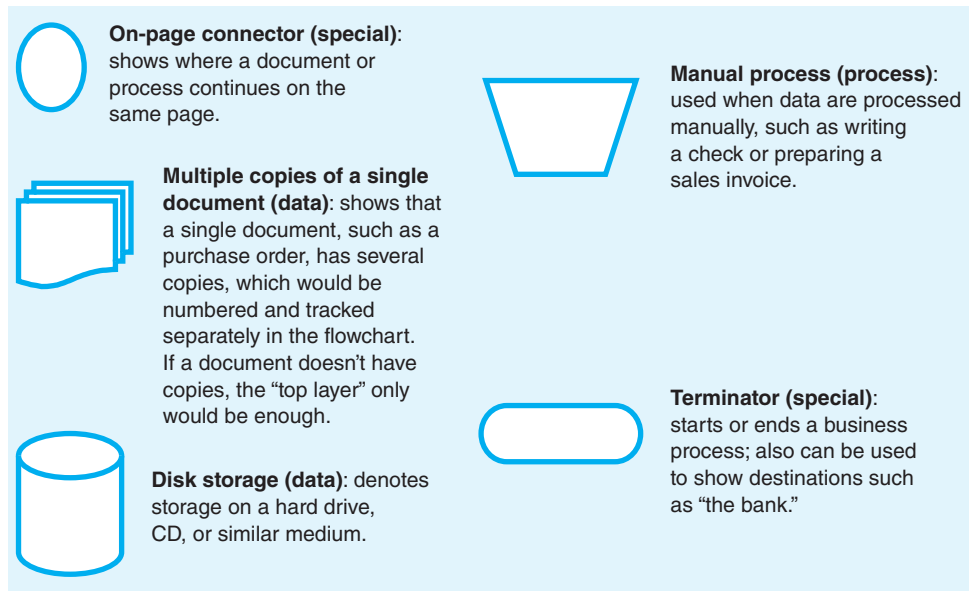 On-page connector (special):
shows where a document or
process continues on the
same page.
Multiple copies of a single
document (data): shows that
a single document, such as a
purchase order, has several
copies, which would be
numbered and tracked
separately in the flowchart.
If a document doesn’t have
copies, the “top layer” only
would be enough.
Disk storage (data): denotes
storage on a hard drive,
CD, or similar medium.
Manual process (process):
used when data are processed
manually, such as writing
a check or preparing a
sales invoice.
Terminator (special):
starts or ends a business
process; also can be used
to show destinations such
as “the bank.”